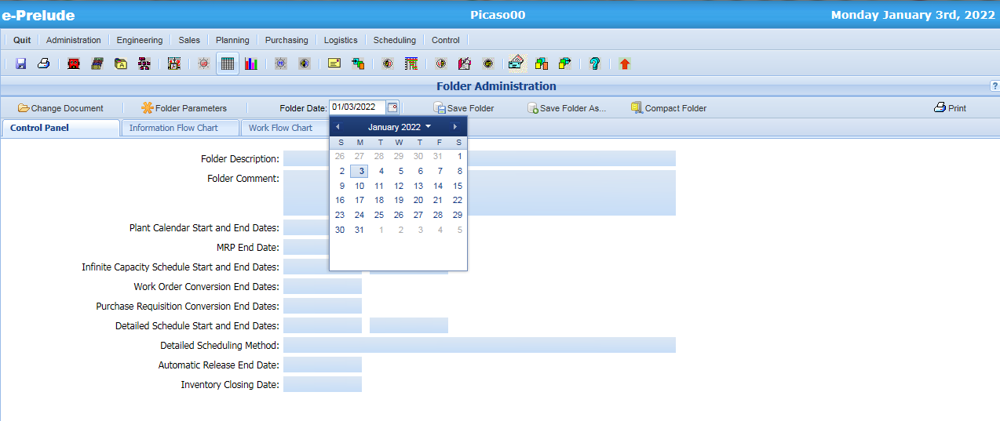 e-Prelude Picaso00 Monday January 3rd, 2022
Quit Administration Engineering Sales Planning Purchasing Logistics Scheduling Control
Folder Administration ?
Change Document Folder Parameters Folder Date: 01/03/2022 Save Folder Save Folder As... Compact Folder Print
Control Panel Information Flow Chart Work Flow Chart
January 2022
S M T W T F S
26 27 28 29 30 31 1
2 3 4 5 6 7 8
9 10 11 12 13 14 15
16 17 18 19 20 21 22
23 24 25 26 27 28 29
30 31 1 2 3 4 5
Folder Description:
Folder Comment:
Plant Calendar Start and End Dates:
MRP End Date:
Infinite Capacity Schedule Start and End Dates:
Work Order Conversion End Dates:
Purchase Requisition Conversion End Dates:
Detailed Schedule Start and End Dates:
Detailed Scheduling Method:
Automatic Release End Date:
Inventory Closing Date: